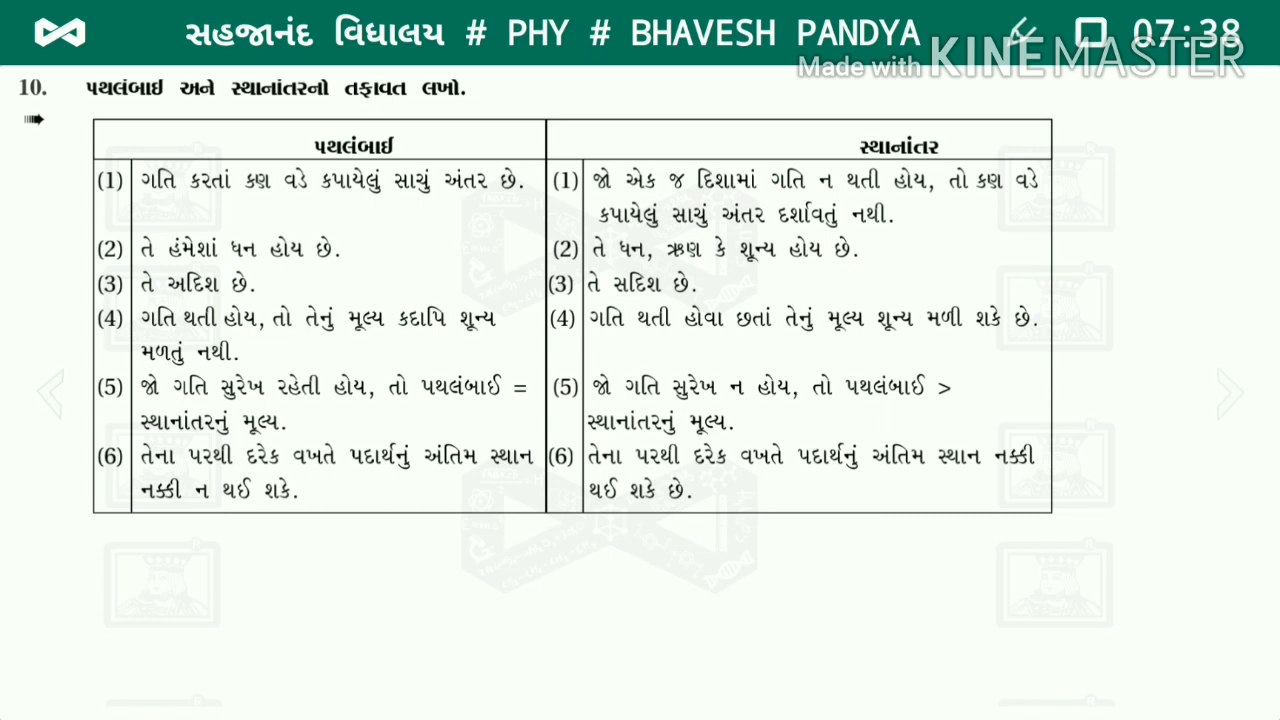 સહજાનંદ વિધાલય # PHY # BHAVESH PANDYA 07:38
Made with KINEMASTER
10. પથલંબાઈ અને સ્થાનાંતરનો તફાવત લખો.
પથલંબાઈ સ્થાનાંતર
(1) ગતિ કરતાં કણ વડે કપાયેલું સાચું અંતર છે. (1) જો એક જ દિશામાં ગતિ ન થતી હોય, તો કણ વડે
કપાયેલું સાચું અંતર દર્શાવતું નથી.
(2) તે હંમેશાં ધન હોય છે. (2) તે ધન, ઋણ કે શૂન્ય હોય છે.
(3) તે અદિશ છે. (3) તે સદિશ છે.
(4) ગતિ થતી હોય, તો તેનું મૂલ્ય કદાપિ શૂન્ય (4) ગતિ થતી હોવા છતાં તેનું મૂલ્ય શૂન્ય મળી શકે છે.
મળતું નથી.
(5) જો ગતિ સુરેખ રહેતી હોય, તો પથલંબાઈ = (5) જો ગતિ સુરેખ ન હોય, તો પથલંબાઈ >
સ્થાનાંતરનું મૂલ્ય. સ્થાનાંતરનું મૂલ્ય.
(6) તેના પરથી દરેક વખતે પદાર્થનું અંતિમ સ્થાન (6) તેના પરથી દરેક વખતે પદાર્થનું અંતિમ સ્થાન નક્કી
નક્કી ન થઈ શકે. થઈ શકે છે.